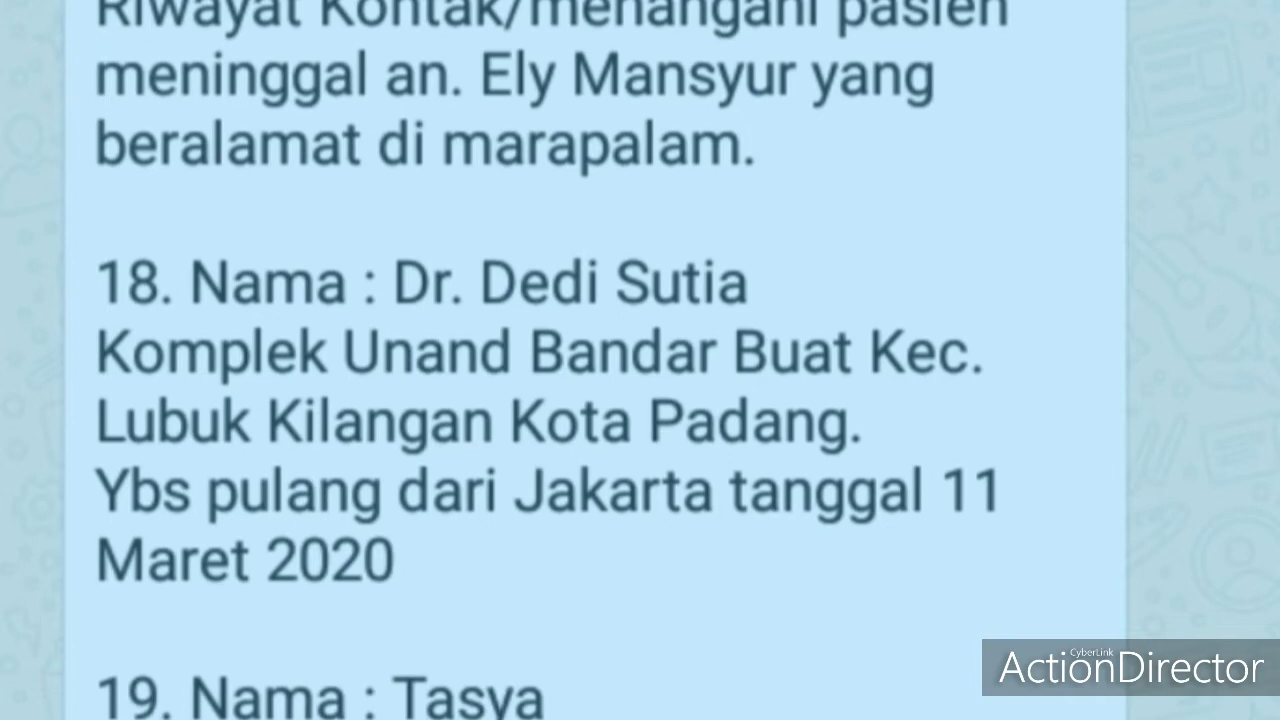 Riwayat Kontak/menangani pasien
meninggal an. Ely Mansyur yang
beralamat di marapalam.
18. Nama : Dr. Dedi Sutia
Komplek Unand Bandar Buat Kec.
Lubuk Kilangan Kota Padang.
Ybs pulang dari Jakarta tanggal 11
Maret 2020
19. Nama : Tasya
CyberLink
ActionDirector